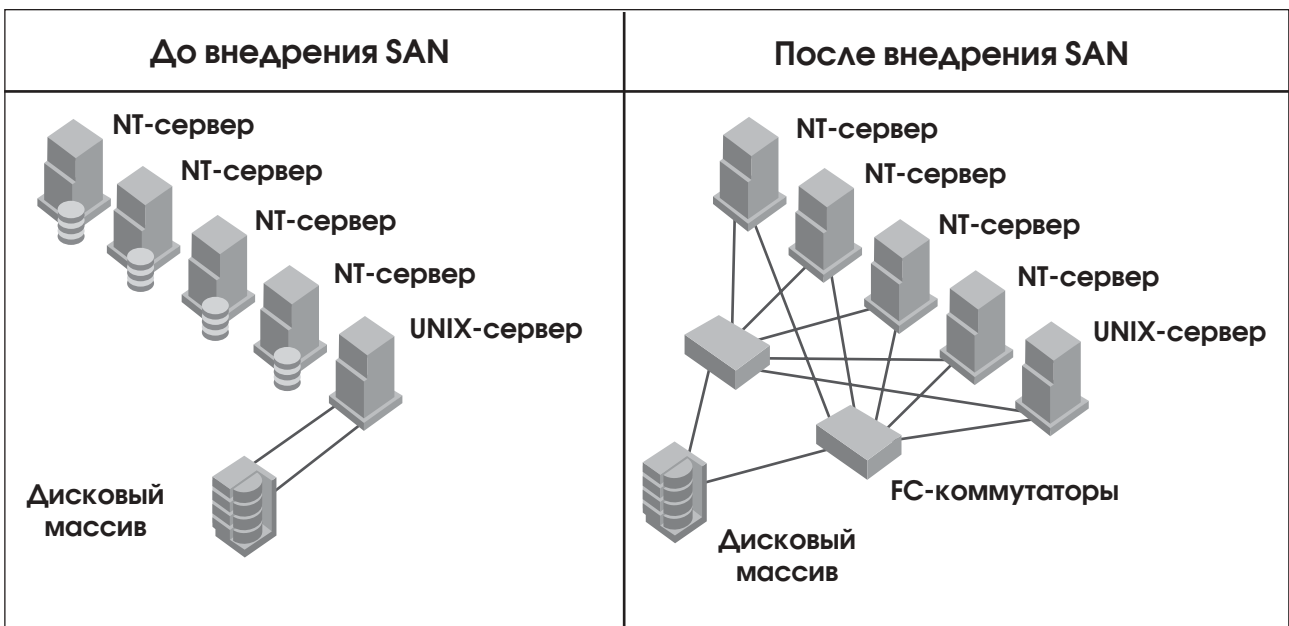 До внедрения SAN
NT-сервер
NT-сервер
NT-сервер
NT-сервер
UNIX-сервер
Дисковый
массив
После внедрения SAN
NT-сервер
NT-сервер
NT-сервер
NT-сервер
UNIX-сервер
FC-коммутаторы
Дисковый
массив